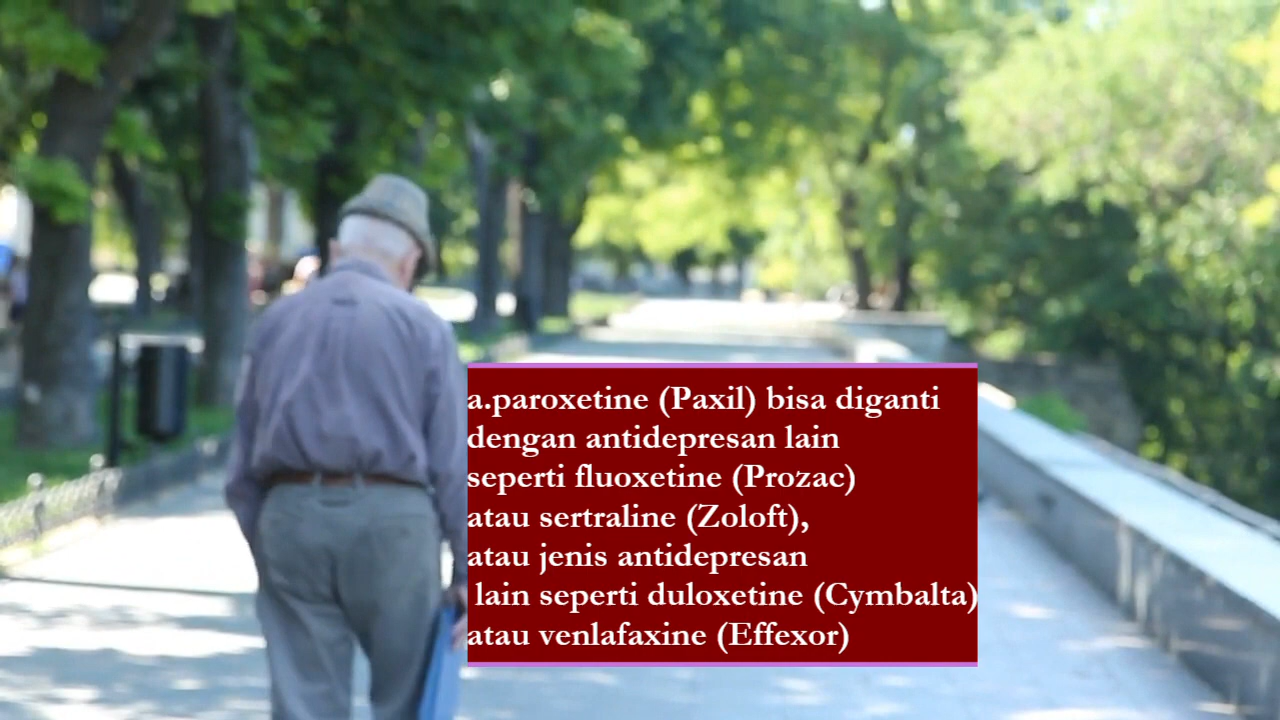 a.paroxetine (Paxil) bisa diganti
dengan antidepresan lain
seperti fluoxetine (Prozac)
atau sertraline (Zoloft),
atau jenis antidepresan
lain seperti duloxetine (Cymbalta)
atau venlafaxine (Effexor)